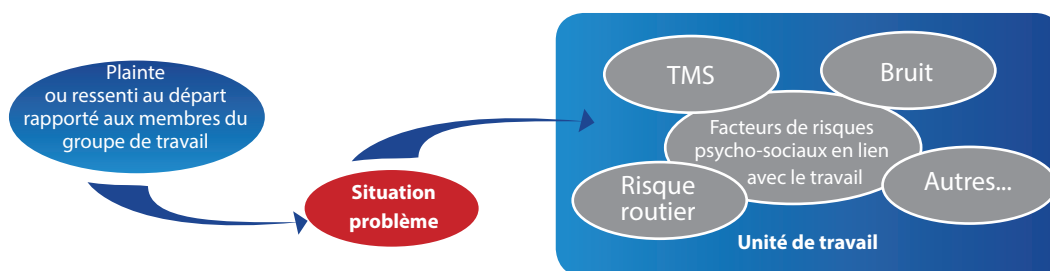 Plainte
ou ressenti au départ
rapporté aux membres du
groupe de travail
Situation
problème
TMS
Bruit
Facteurs de risques
psycho-sociaux en lien
avec le travail
Risque
routier
Autres...
Unité de travail